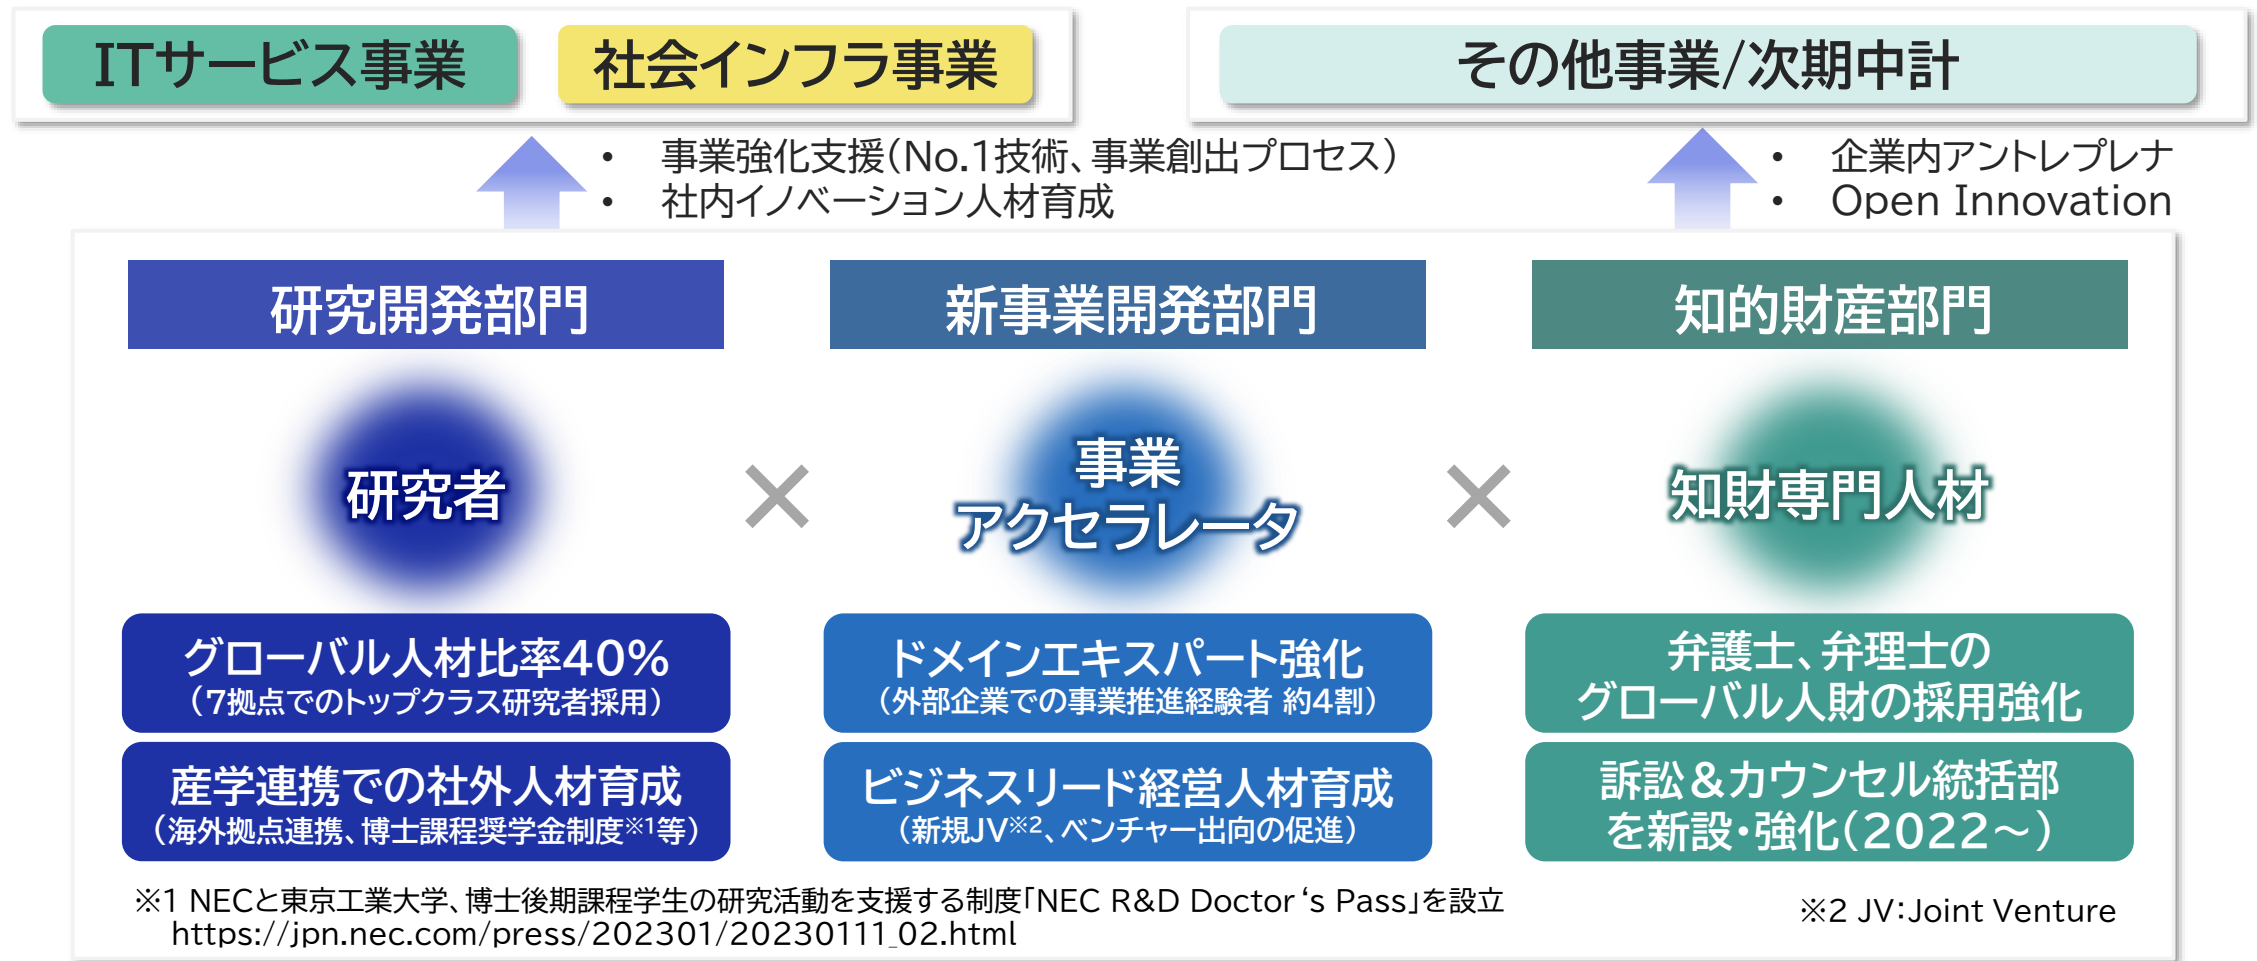 ITサービス事業
社会インフラ事業
その他事業/次期中計
• 事業強化支援(No.1技術、事業創出プロセス)
• 社内イノベーション人材育成
• 企業内アントレプレナ
• Open Innovation
研究開発部門
新事業開発部門
知的財産部門
研究者
×
事業
アクセラレータ
×
知財専門人材
グローバル人材比率40%
(7拠点でのトップクラス研究者採用)
産学連携での社外人材育成
(海外拠点連携、博士課程奨学金制度※1等)
ドメインエキスパート強化
(外部企業での事業推進経験者 約4割)
ビジネスリード経営人材育成
(新規JV※2、ベンチャー出向の促進)
弁護士、弁理士の
グローバル人財の採用強化
訴訟&カウンセル統括部
を新設・強化(2022~)
※1 NECと東京工業大学、博士後期課程学生の研究活動を支援する制度「NEC R&D Doctor‘s Pass」を設立
https://jpn.nec.com/press/202301/20230111_02.html
※2 JV:Joint Venture